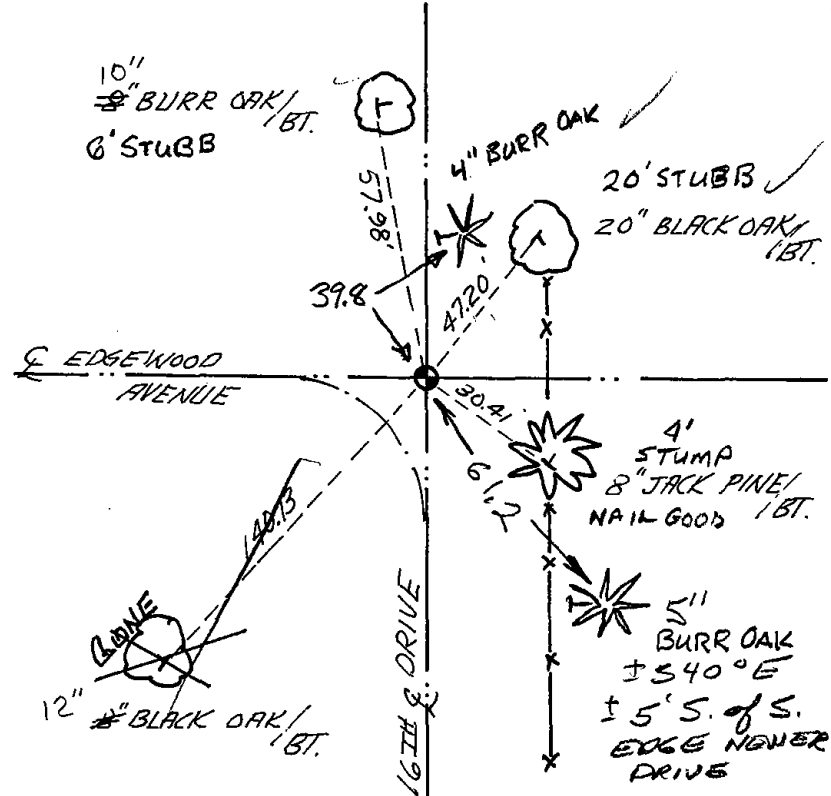 10"
8" BURR OAK/
BT.
6' STUBB
57.98'
4" BURR OAK
20' STUBB
20" BLACK OAK/
BT.
39.8
47.20'
℄ EDGEWOOD
AVENUE
30.41
4'
STUMP
8" JACK PINE/
BT.
NAIL GOOD
61.2
140.13
GONE
12" BLACK OAK/
BT.
16TH ℄ DRIVE
5"
BURR OAK
± S40°E
± 5' S. of S.
EDGE NEWER
DRIVE